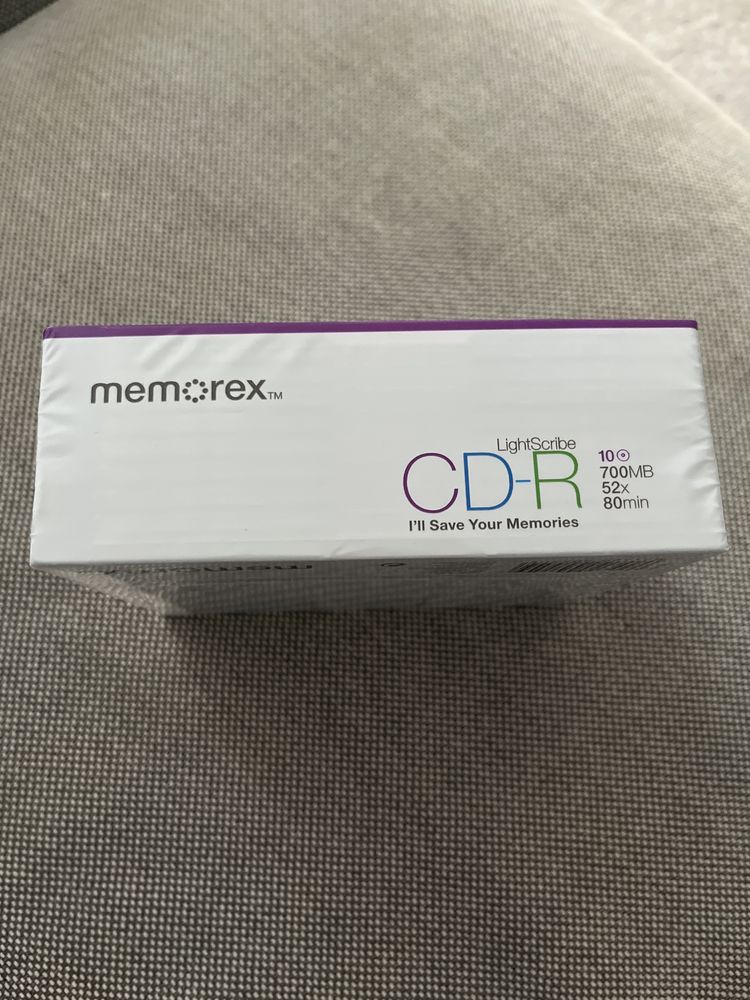 memorex™
LightScribe
CD-R
I'll Save Your Memories
10
700MB
52x
80min